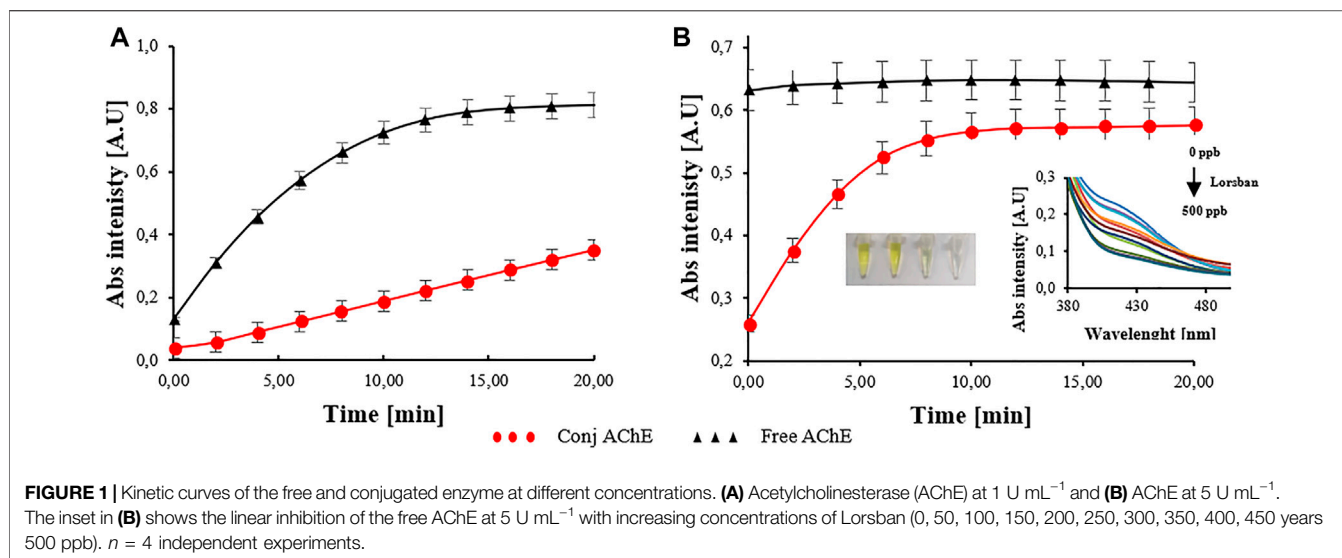 A
B
Abs intenisty [A.U]
1,0
0,8
0,6
0,4
0,2
0,0
0,00
5,00
10,00
15,00
20,00
Time [min]
Abs intenisty [A.U]
0,7
0,6
0,5
0,4
0,3
0,2
0,00
5,00
10,00
15,00
20,00
Time [min]
0 ppb
Lorsban
500 ppb
Abs intensity [A.U]
0,3
0,2
0,1
0,0
380
430
480
Wavelenght [nm]
Conj AChE
Free AChE
FIGURE 1 | Kinetic curves of the free and conjugated enzyme at different concentrations. (A) Acetylcholinesterase (AChE) at 1 U mL⁻¹ and (B) AChE at 5 U mL⁻¹.
The inset in (B) shows the linear inhibition of the free AChE at 5 U mL⁻¹ with increasing concentrations of Lorsban (0, 50, 100, 150, 200, 250, 300, 350, 400, 450 years
500 ppb). n = 4 independent experiments.